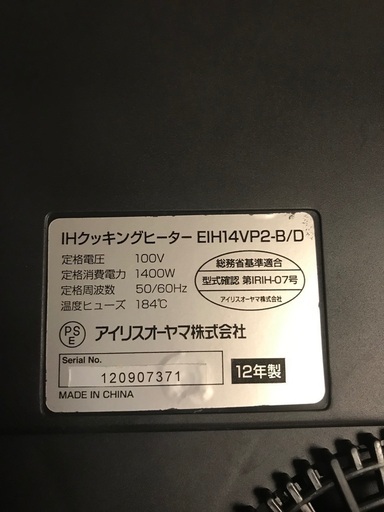 IHクッキングヒーター EIH14VP2-B/D
定格電圧 100V
定格消費電力 1400W
定格周波数 50/60Hz
温度ヒューズ 184℃
総務省基準適合
型式確認 第IRIH-07号
アイリスオーヤマ株式会社
PS
E
アイリスオーヤマ株式会社
Serial No.
120907371
12年製
MADE IN CHINA